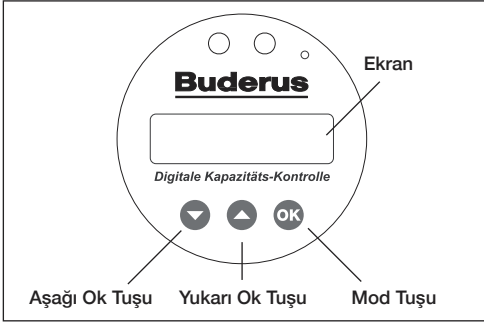 Ekran
Buderus
Digitale Kapazitäts-Kontrolle
OK
Aşağı Ok Tuşu Yukarı Ok Tuşu Mod Tuşu